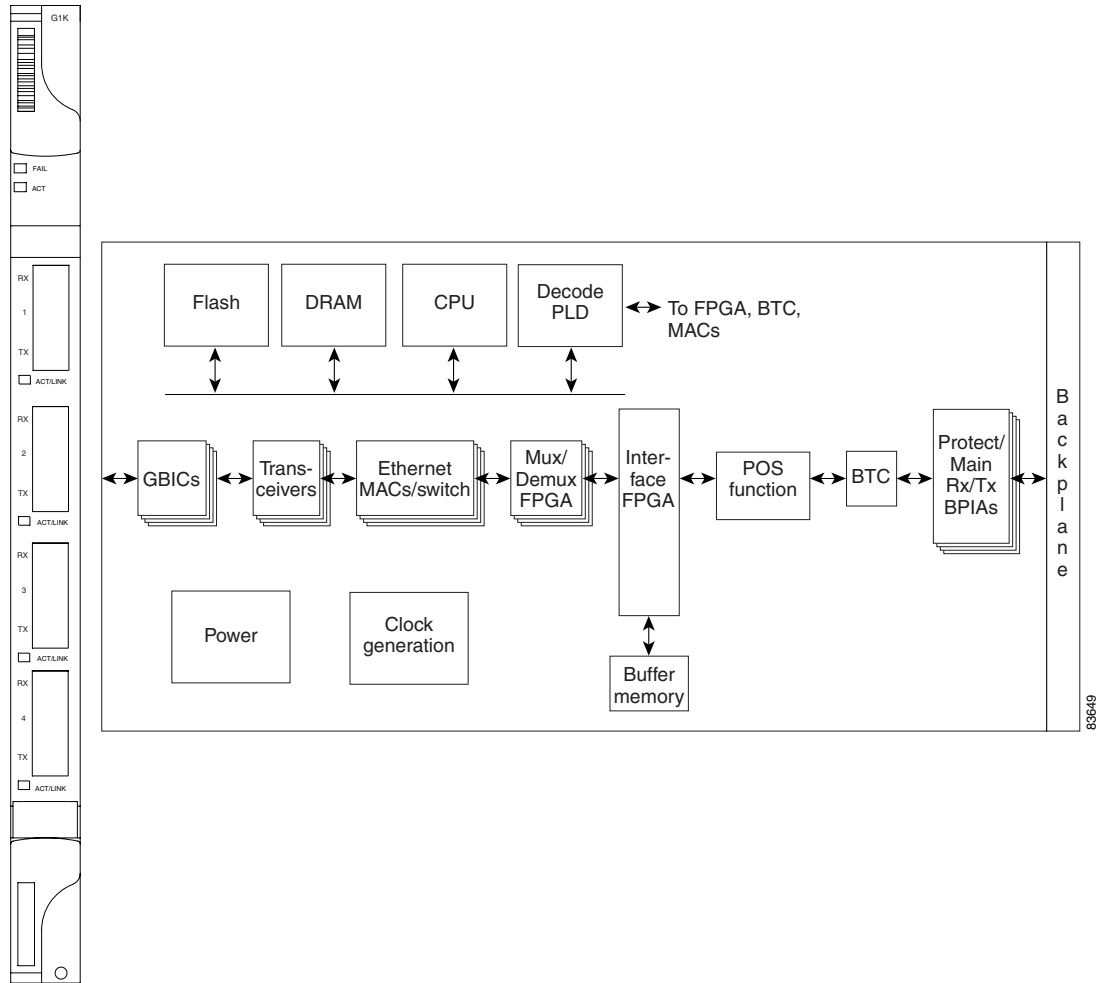 G1K
FAIL
ACT
RX
1
TX
ACT/LINK
RX
2
TX
ACT/LINK
RX
3
TX
ACT/LINK
RX
4
TX
ACT/LINK
Flash
DRAM
CPU
Decode
PLD
To FPGA, BTC,
MACs
GBICs
Trans-
ceivers
Ethernet
MACs/switch
Mux/
Demux
FPGA
Inter-
face
FPGA
POS
function
BTC
Protect/
Main
Rx/Tx
BPIAs
Backplane
Power
Clock
generation
Buffer
memory
83649